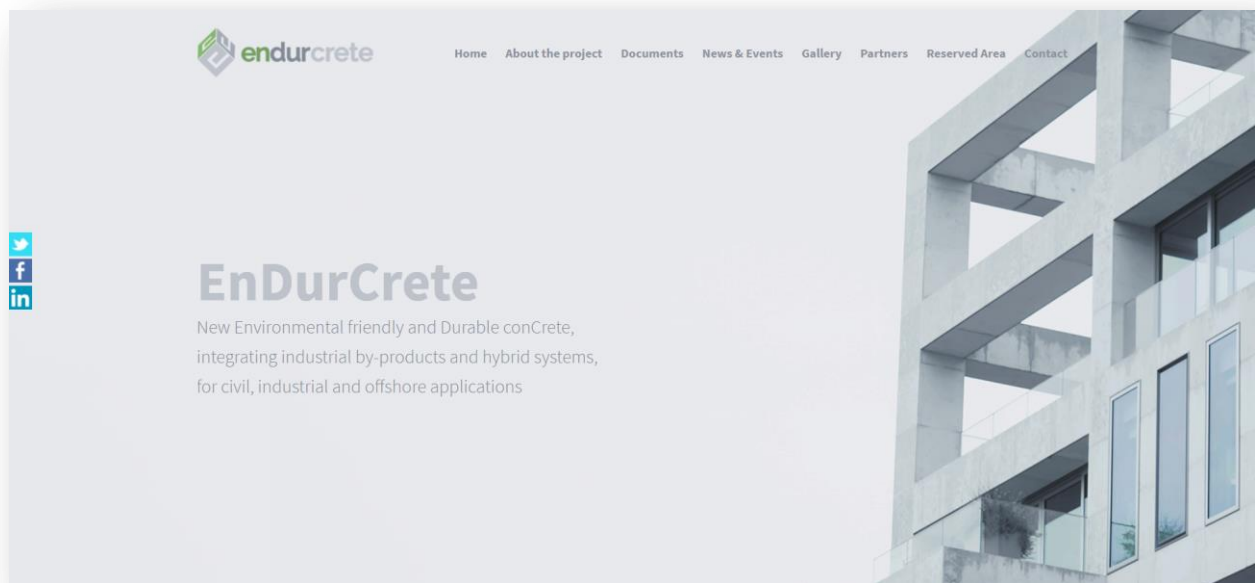 endurcrete
Home About the project Documents News & Events Gallery Partners Reserved Area Contact
EnDurCrete
New Environmental friendly and Durable conCrete,
integrating industrial by-products and hybrid systems,
for civil, industrial and offshore applications
f
in